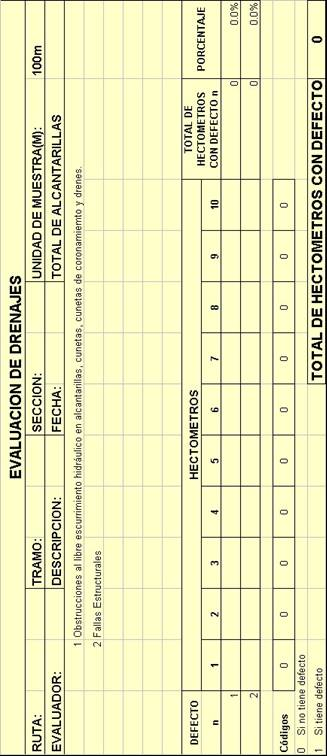 EVALUACION DE DRENAJES
RUTA: TRAMO: SECCION: UNIDAD DE MUESTRA(M): 100m
EVALUADOR: DESCRIPCION: FECHA: TOTAL DE ALCANTARILLAS
1 Obstrucciones al libre escurrimiento hidráulico en alcantarillas, cunetas, cunetas de coronamiemto y drenes.
2 Fallas Estructurales
DEFECTO HECTOMETROS TOTAL DE HECTOMETROS CON DEFECTO n PORCENTAJE
n 1 2 3 4 5 6 7 8 9 10
1 0 0.0%
2 0 0.0%
Códigos 0 0 0 0 0 0 0 0 0 0
0 Si no tiene defecto
1 Si tiene defecto TOTAL DE HECTOMETROS CON DEFECTO 0